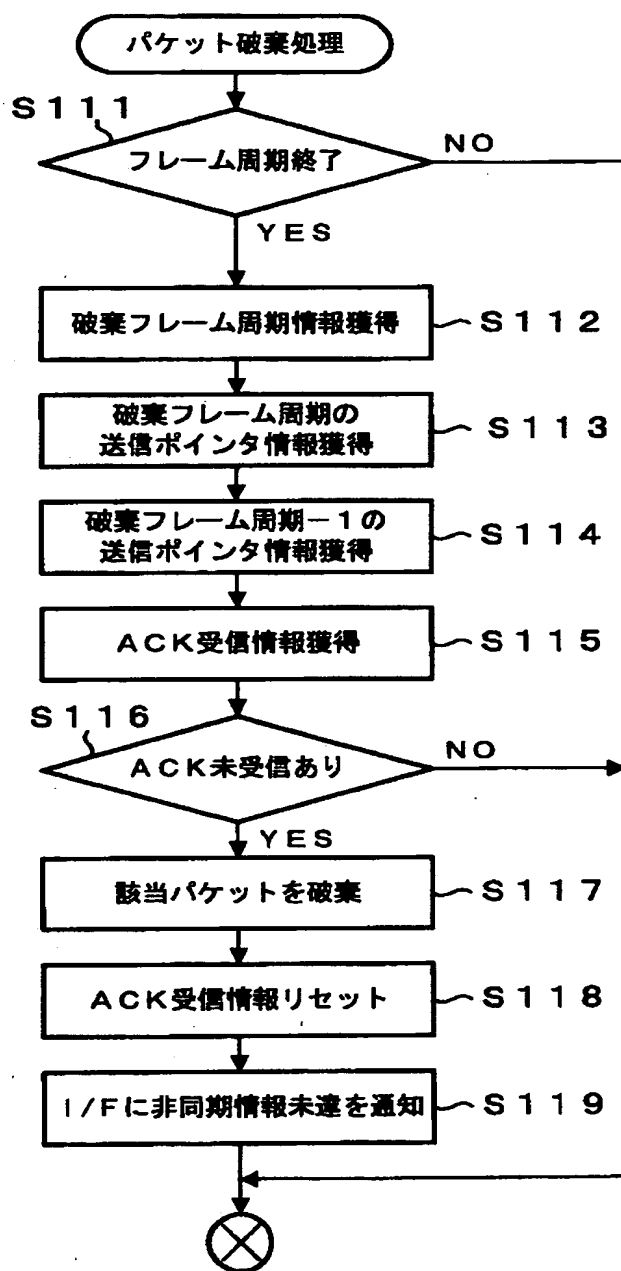 パケット破棄処理
S111
フレーム周期終了
NO
YES
破棄フレーム周期情報獲得
S112
破棄フレーム周期の
送信ポインタ情報獲得
S113
破棄フレーム周期－1の
送信ポインタ情報獲得
S114
ACK受信情報獲得
S115
S116
ACK未受信あり
NO
YES
該当パケットを破棄
S117
ACK受信情報リセット
S118
I/Fに非同期情報未達を通知
S119